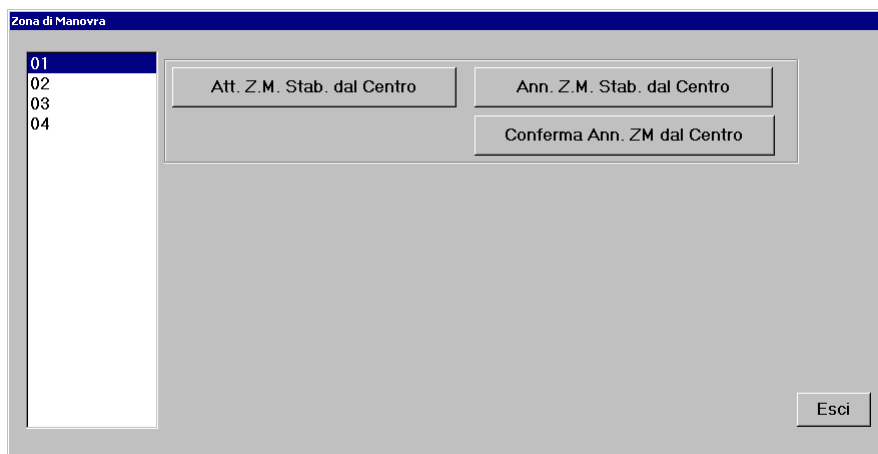 Zona di Manovra
01
02
03
04
Att. Z.M. Stab. dal Centro
Ann. Z.M. Stab. dal Centro
Conferma Ann. ZM dal Centro
Esci